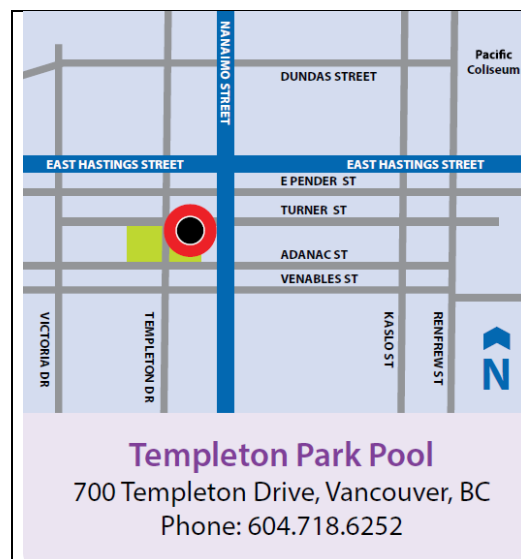 NANAIMO STREET
Pacific
Coliseum
DUNDAS STREET
EAST HASTINGS STREET
EAST HASTINGS STREET
E PENDER ST
TURNER ST
ADANAC ST
VENABLES ST
VICTORIA DR
TEMPLETON DR
KASLO ST
RENFREW ST
N
Templeton Park Pool
700 Templeton Drive, Vancouver, BC
Phone: 604.718.6252